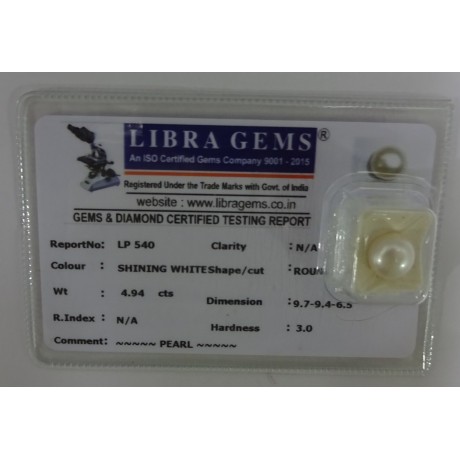 LIBRA GEMS ®
An ISO Certified Gems Company 9001 - 2015
Registered Under the Trade Marks with Govt. of India
website : www.libragems.co.in
GEMS & DIAMOND CERTIFIED TESTING REPORT
ReportNo: LP 540 Clarity : N/A
Colour : SHINING WHITE Shape/cut : ROUN
Wt : 4.94 cts Dimension : 9.7-9.4-6.5
R.Index : N/A Hardness : 3.0
Comment: ~~~~~ PEARL ~~~~~